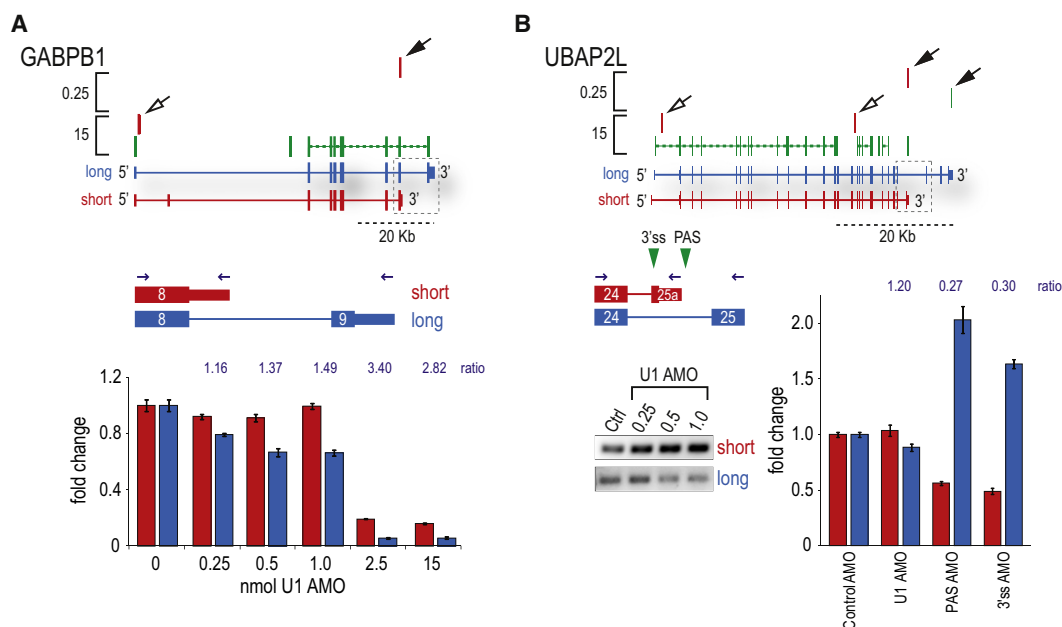 A
GABPB1
0.25
15
long 5' 3'
short 5' 3'
20 Kb
8 short
8 9 long
1.16 1.37 1.49 3.40 2.82 ratio
fold change
1.2
0.8
0.4
0
0 0.25 0.5 1.0 2.5 15
nmol U1 AMO
B
UBAP2L
0.25
15
long 5' 3'
short 5' 3'
20 Kb
3'ss PAS
24 25a
24 25
U1 AMO
Ctrl 0.25 0.5 1.0
short
long
1.20 0.27 0.30 ratio
fold change
2.0
1.5
1.0
0.5
0
Control AMO
U1 AMO
PAS AMO
3'ss AMO